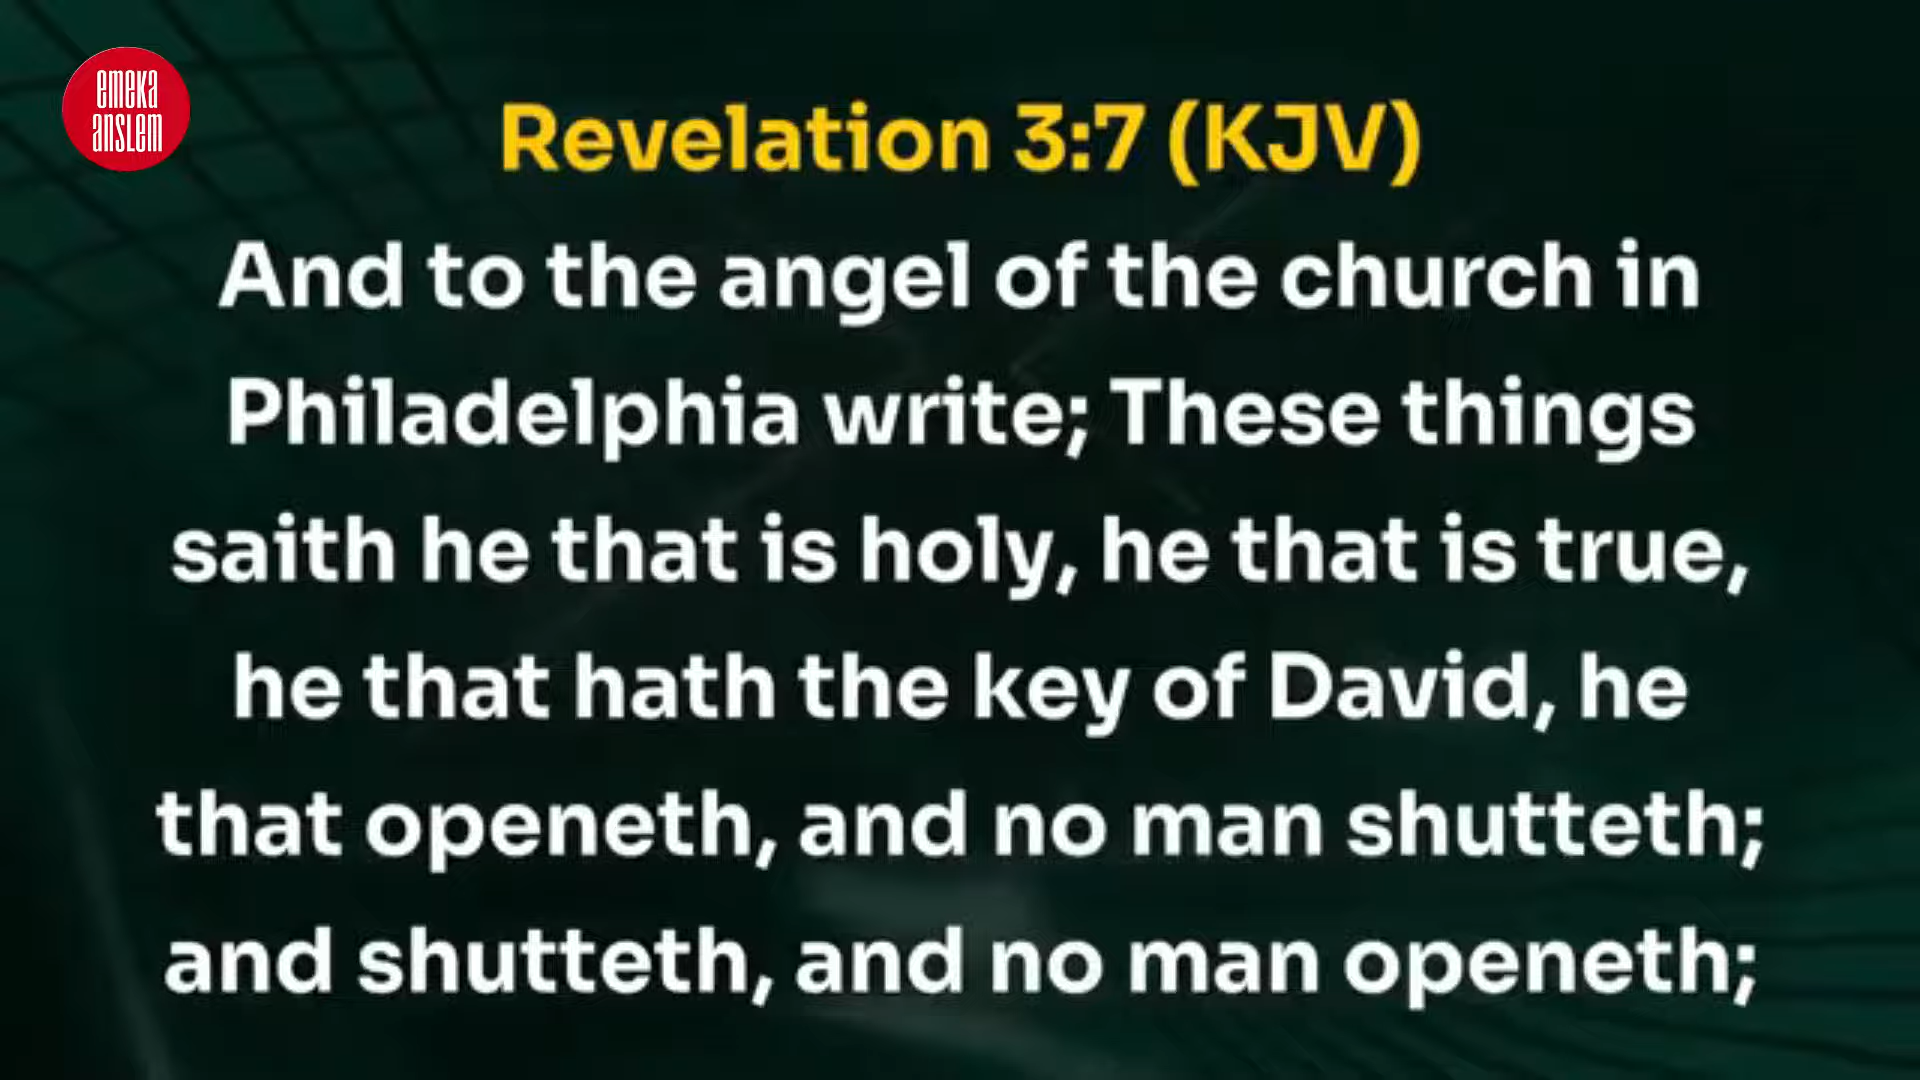 emeka
anslem
Revelation 3:7 (KJV)
And to the angel of the church in
Philadelphia write; These things
saith he that is holy, he that is true,
he that hath the key of David, he
that openeth, and no man shutteth;
and shutteth, and no man openeth;